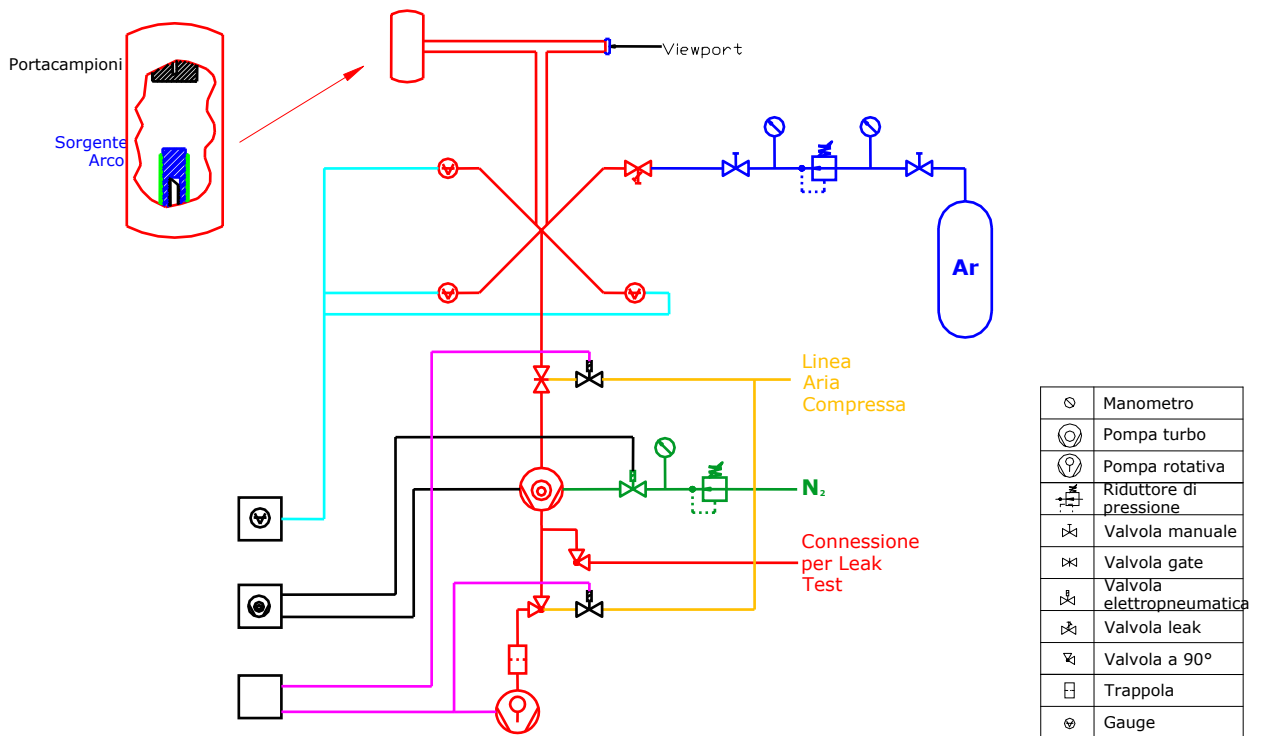 Viewport
Portacampioni
Sorgente
Arco
Ar
Linea
Aria
Compressa
N₂
Connessione
per Leak
Test
Manometro
Pompa turbo
Pompa rotativa
Riduttore di
pressione
Valvola manuale
Valvola gate
Valvola
elettropneumatica
Valvola leak
Valvola a 90°
Trappola
Gauge